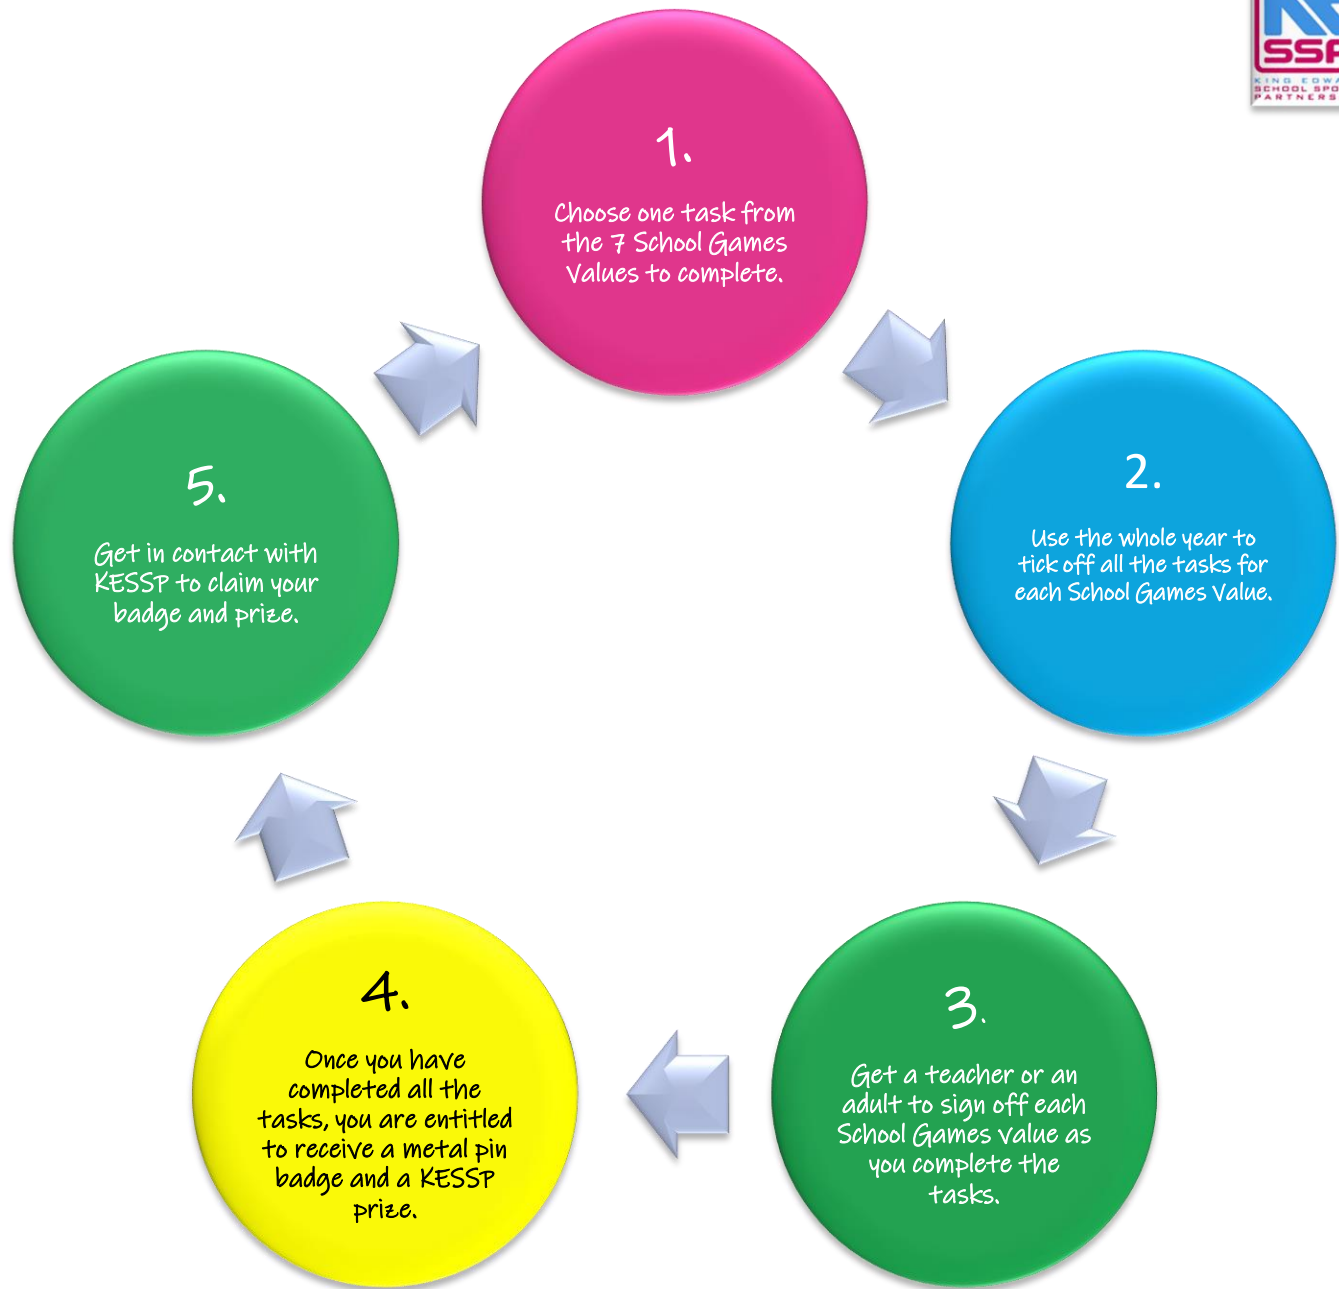 SSP
SCHOOL
1.
Choose one task from
the 7 School Games
Values to complete.
2.
Use the whole year to
tick off all the tasks for
each School Games Value.
3.
Get a teacher or an
adult to sign off each
School Games value as
you complete the
tasks.
4.
Once you have
completed all the
tasks, you are entitled
to receive a metal pin
badge and a KESSP
prize.
5.
Get in contact with
KESSP to claim your
badge and prize.